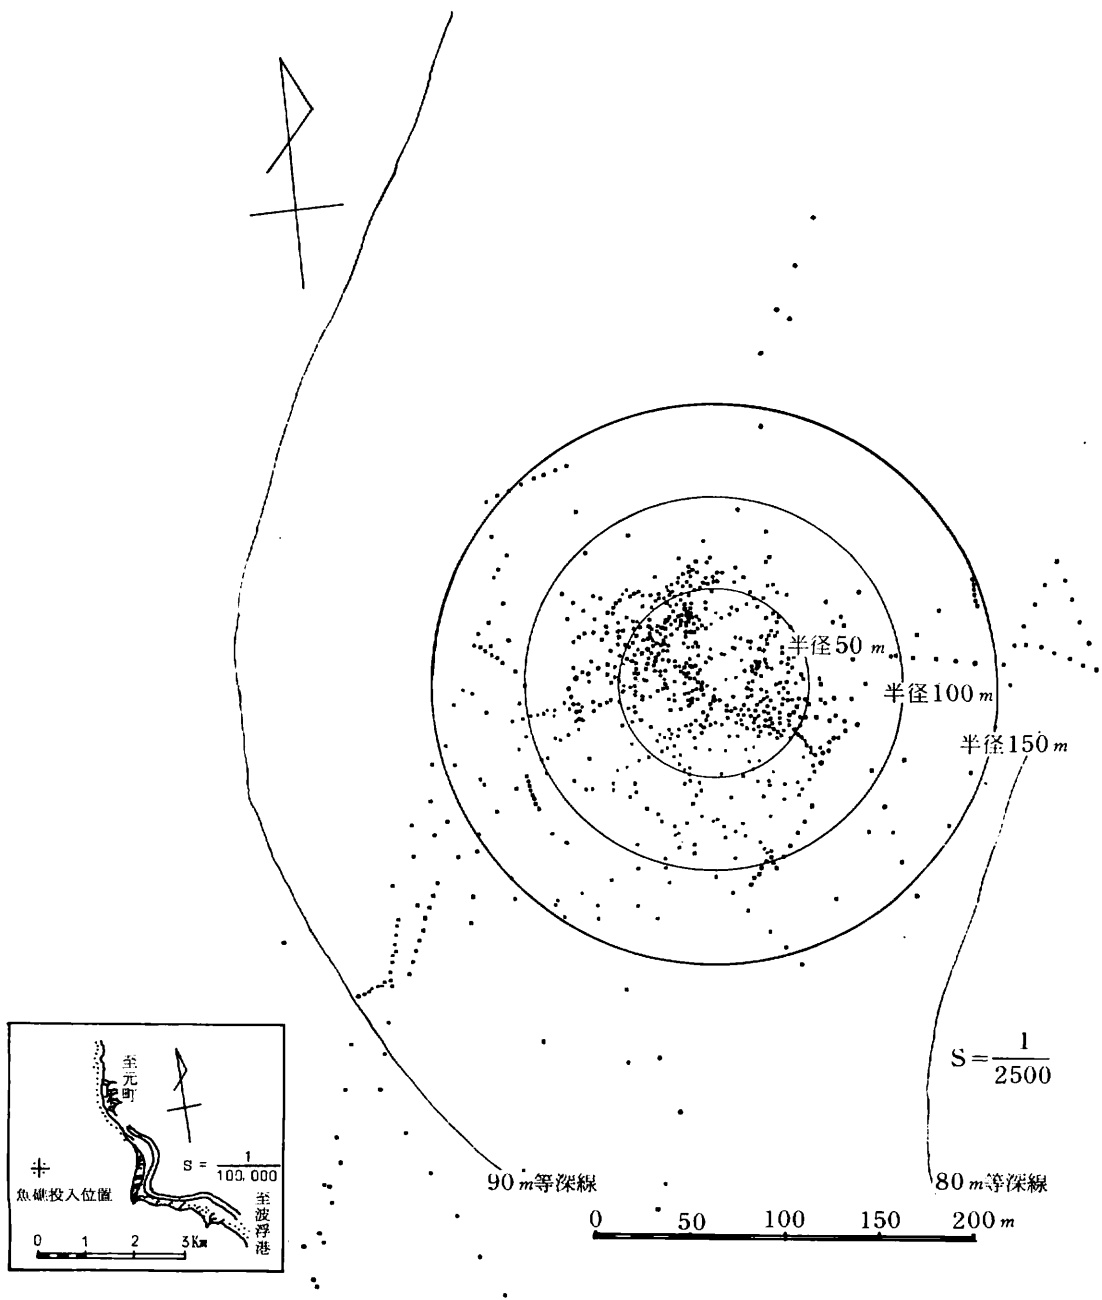 半径50 m
半径100 m
半径150 m
S = 1/2500
90 m等深線
80 m等深線
0 50 100 150 200 m
至元町
S = 1/100,000
魚礁投入位置
至波浮港
0 1 2 3 Km